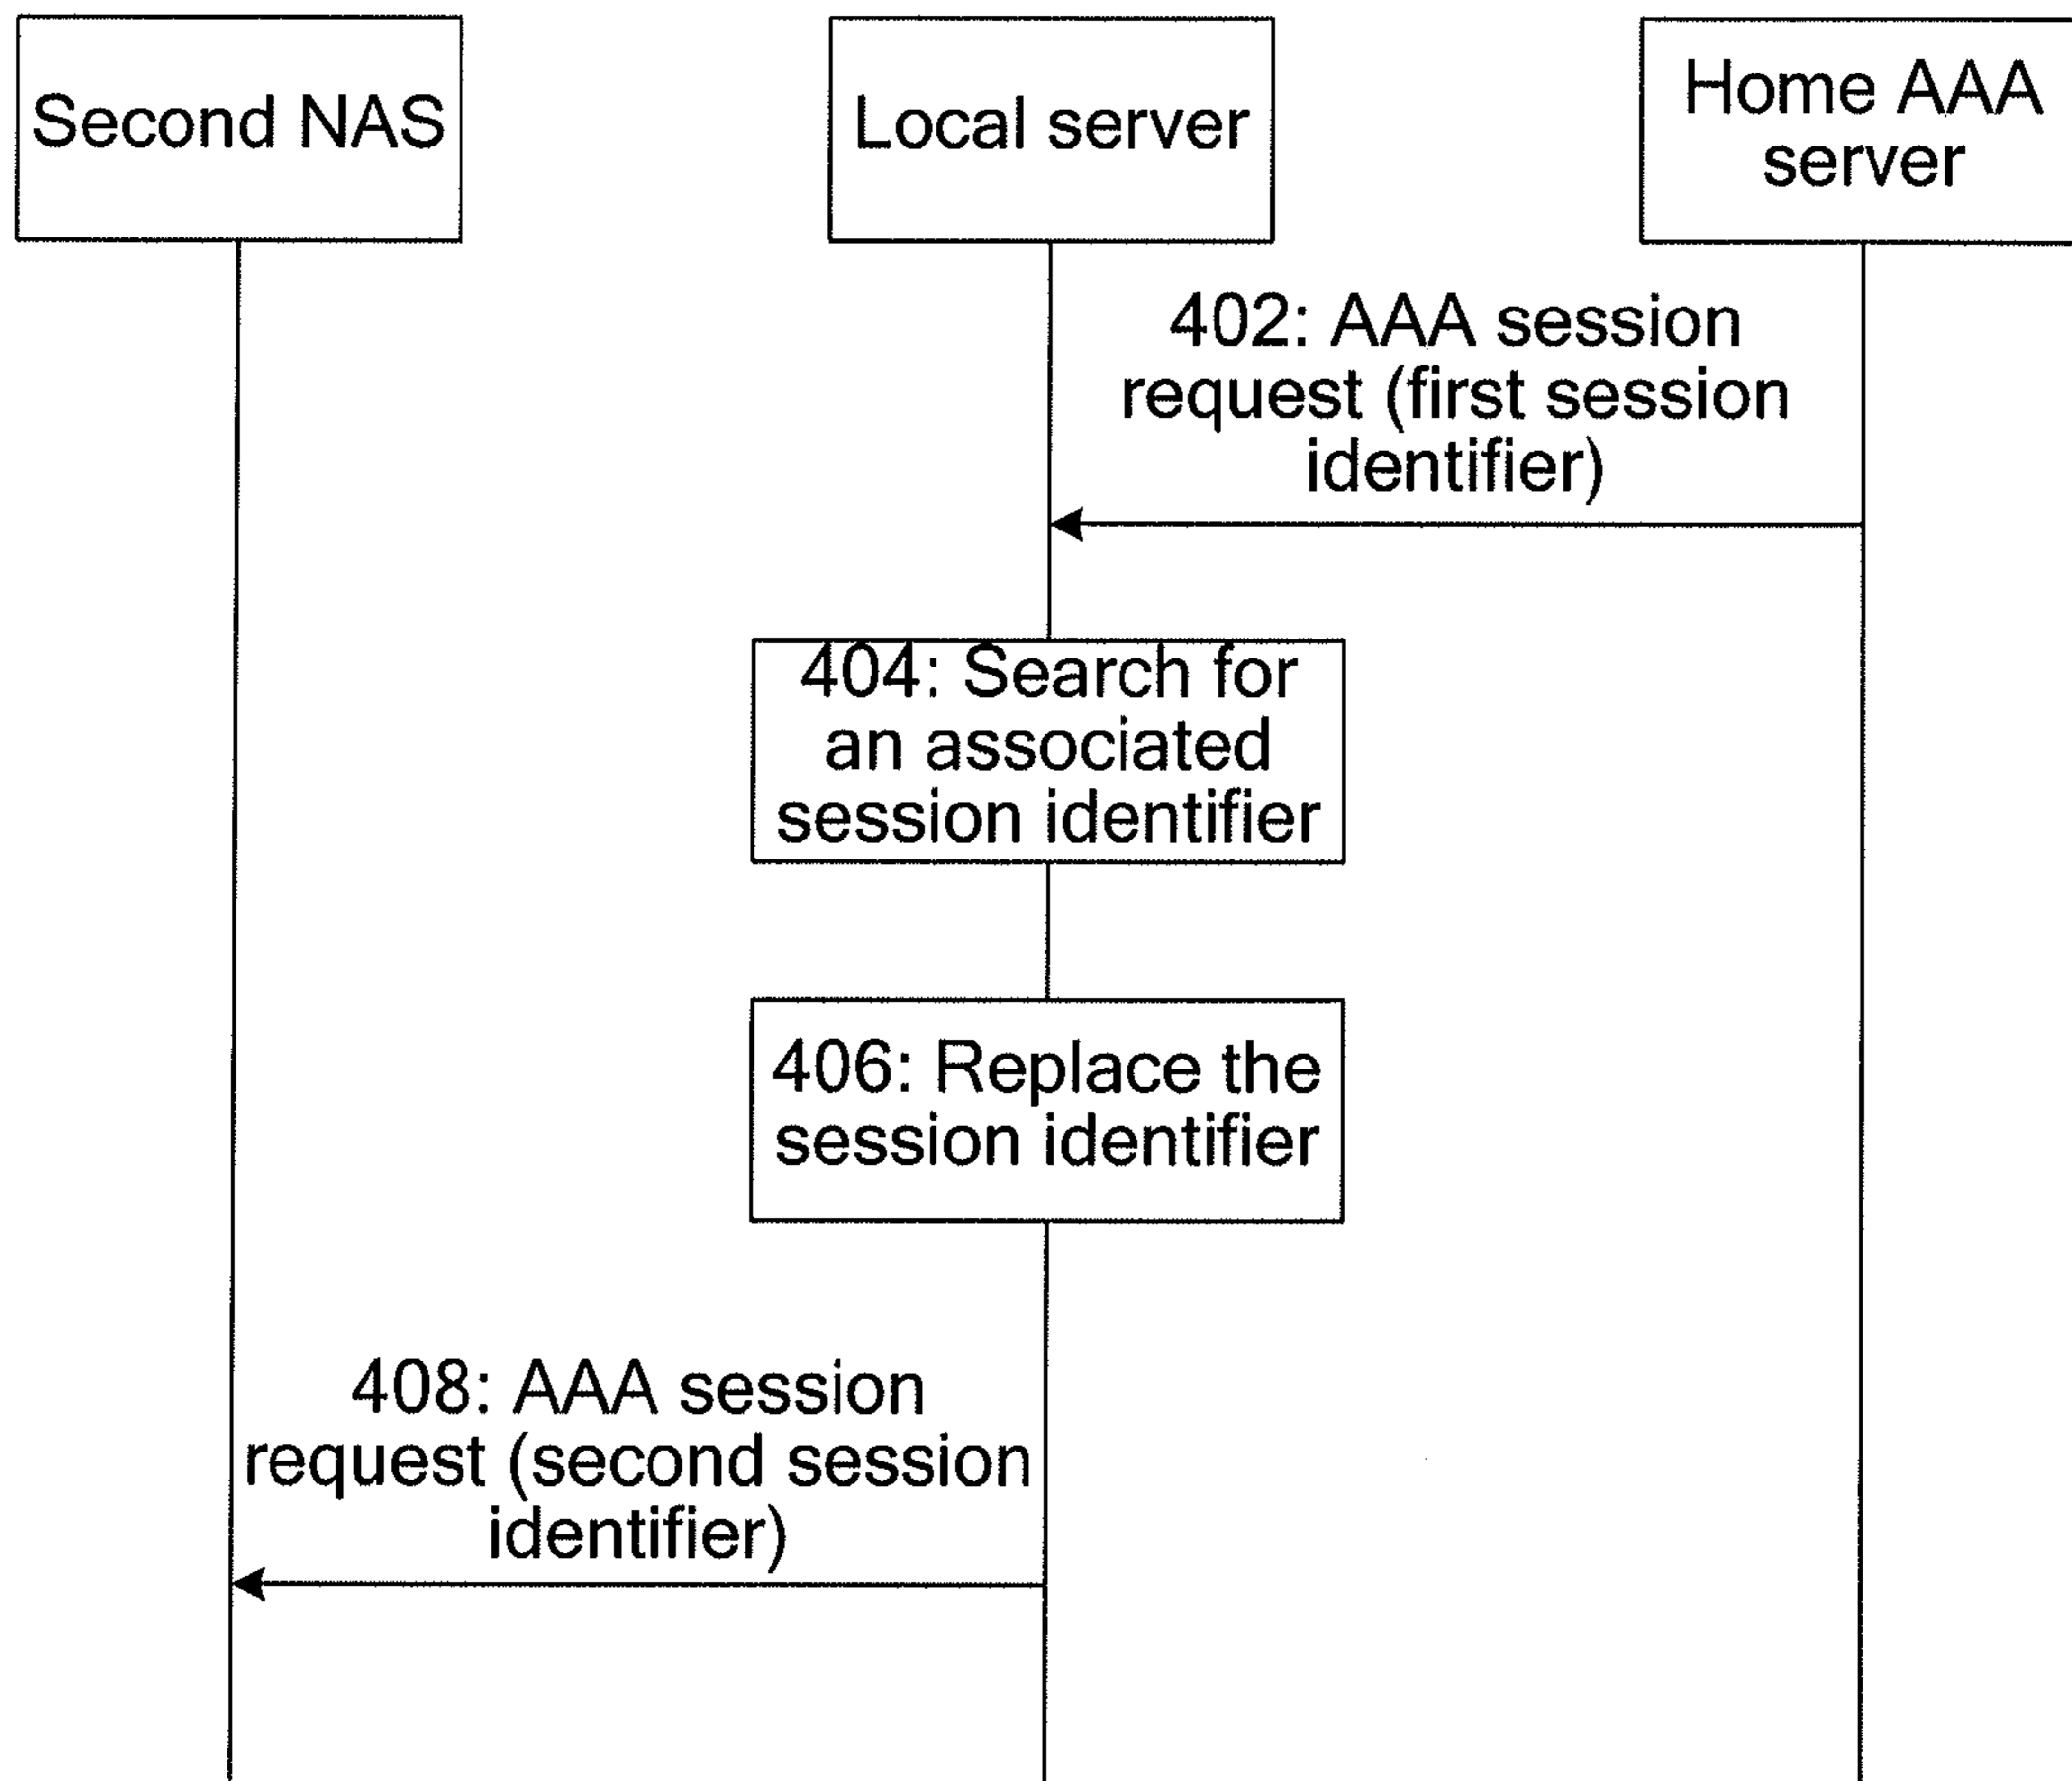 Second NAS
Local server
Home AAA
server
402: AAA session
request (first session
identifier)
404: Search for
an associated
session identifier
406: Replace the
session identifier
408: AAA session
request (second session
identifier)